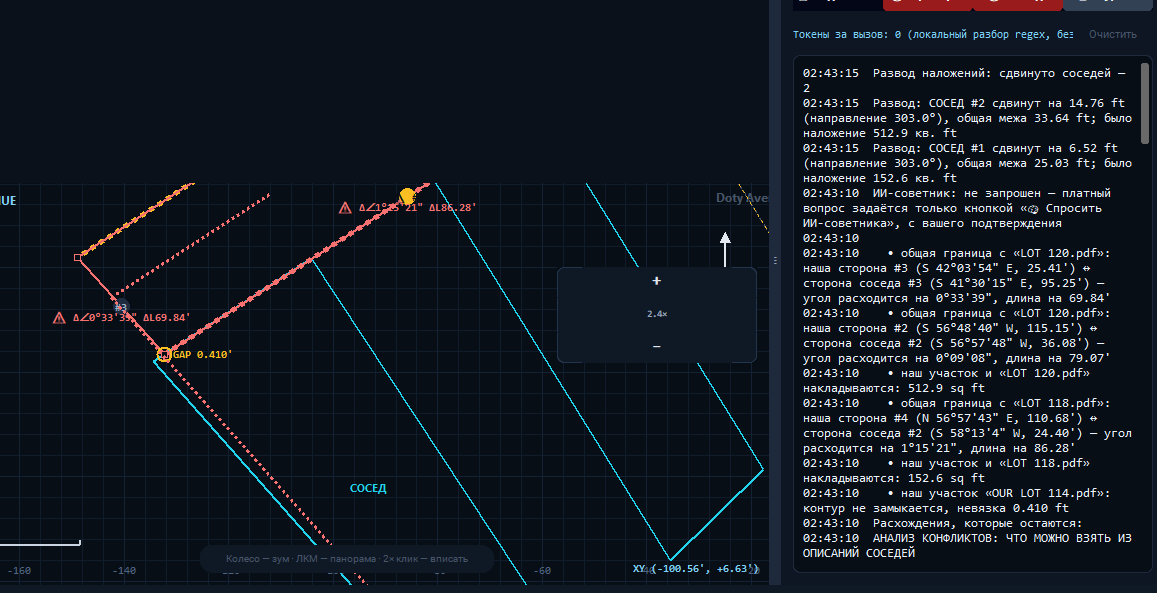 Токены за вызов: 0 (локальный разбор regex, без
Очистить
02:43:15 Развод наложений: сдвинуто соседей —
2
02:43:15 Развод: СОСЕД #2 сдвинут на 14.76 ft
(направление 303.0°), общая межа 33.64 ft; было
наложение 512.9 кв. ft
02:43:15 Развод: СОСЕД #1 сдвинут на 6.52 ft
(направление 303.0°), общая межа 25.03 ft; было
наложение 152.6 кв. ft
02:43:10 ИИ-советник: не запрошен — платный
вопрос задаётся только кнопкой «🧠 Спросить
ИИ-советника», с вашего подтверждения
02:43:10
02:43:10 • общая граница с «LOT 120.pdf»:
наша сторона #3 (S 42°03'54" E, 25.41') ↔
сторона соседа #3 (S 41°30'15" E, 95.25') —
угол расходится на 0°33'39", длина на 69.84'
02:43:10 • общая граница с «LOT 120.pdf»:
наша сторона #2 (S 56°48'40" W, 115.15') ↔
сторона соседа #2 (S 56°57'48" W, 36.08') —
угол расходится на 0°09'08", длина на 79.07'
02:43:10 • наш участок и «LOT 120.pdf»
накладываются: 512.9 sq ft
02:43:10 • общая граница с «LOT 118.pdf»:
наша сторона #4 (N 56°57'43" E, 110.68') ↔
сторона соседа #2 (S 58°13'4" W, 24.40') — угол
расходится на 1°15'21", длина на 86.28'
02:43:10 • наш участок и «LOT 118.pdf»
накладываются: 152.6 sq ft
02:43:10 • наш участок «OUR LOT 114.pdf»:
контур не замыкается, невязка 0.410 ft
02:43:10 Расхождения, которые остаются:
02:43:10 АНАЛИЗ КОНФЛИКТОВ: ЧТО МОЖНО ВЗЯТЬ ИЗ
ОПИСАНИЙ СОСЕДЕЙ
UE
Doty Ave
Δ∠1°15'21" ΔL86.28'
Δ∠0°33'39" ΔL69.84'
GAP 0.410'
+
2.4×
−
СОСЕД
Колесо — зум · ЛКМ — панорама · 2× клик — вписать
XY (-100.56', +6.63')
-160
-140
-60